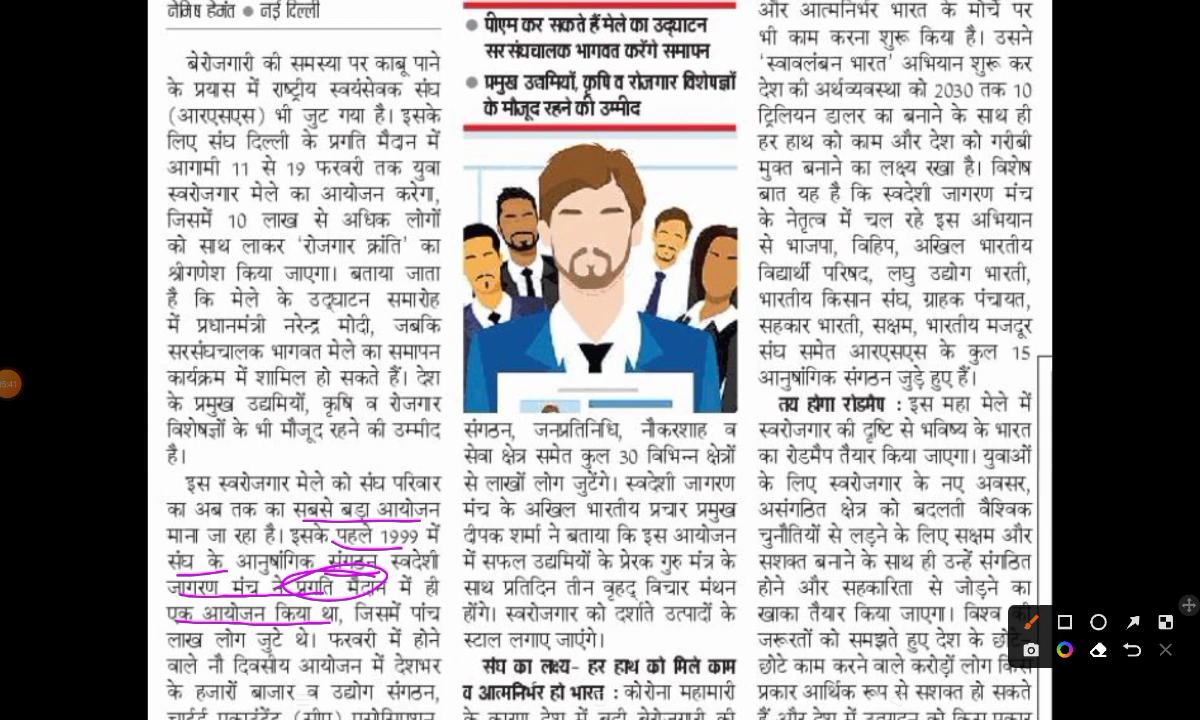 नेमिष हेमंत • नई दिल्ली
बेरोजगारी की समस्या पर काबू पाने
के प्रयास में राष्ट्रीय स्वयंसेवक संघ
(आरएसएस) भी जुट गया है। इसके
लिए संघ दिल्ली के प्रगति मैदान में
आगामी 11 से 19 फरवरी तक युवा
स्वरोजगार मेले का आयोजन करेगा,
जिसमें 10 लाख से अधिक लोगों
को साथ लाकर 'रोजगार क्रांति' का
श्रीगणेश किया जाएगा। बताया जाता
है कि मेले के उद्घाटन समारोह
में प्रधानमंत्री नरेन्द्र मोदी, जबकि
सरसंघचालक भागवत मेले का समापन
कार्यक्रम में शामिल हो सकते हैं। देश
के प्रमुख उद्यमियों, कृषि व रोजगार
विशेषज्ञों के भी मौजूद रहने की उम्मीद
है।
इस स्वरोजगार मेले को संघ परिवार
का अब तक का सबसे बड़ा आयोजन
माना जा रहा है। इसके पहले 1999 में
संघ के आनुषांगिक संगठन स्वदेशी
जागरण मंच ने प्रगति मैदान में ही
एक आयोजन किया था, जिसमें पांच
लाख लोग जुटे थे। फरवरी में होने
वाले नौ दिवसीय आयोजन में देशभर
के हजारों बाजार व उद्योग संगठन,
चार्टर्ड एकाउंटेंट (सीए) एसोसिएशन,
• पीएम कर सकते हैं मेले का उद्घाटन
सरसंघचालक भागवत करेंगे समापन
• प्रमुख उद्यमियों, कृषि व रोजगार विशेषज्ञों
के मौजूद रहने की उम्मीद
संगठन, जनप्रतिनिधि, नौकरशाह व
सेवा क्षेत्र समेत कुल 30 विभिन्न क्षेत्रों
से लाखों लोग जुटेंगे। स्वदेशी जागरण
मंच के अखिल भारतीय प्रचार प्रमुख
दीपक शर्मा ने बताया कि इस आयोजन
में सफल उद्यमियों के प्रेरक गुरु मंत्र के
साथ प्रतिदिन तीन वृहद् विचार मंथन
होंगे। स्वरोजगार को दर्शाते उत्पादों के
स्टाल लगाए जाएंगे।
संघ का लक्ष्य- हर हाथ को मिले काम
व आत्मनिर्भर हो भारत : कोरोना महामारी
के कारण देश में बढ़ी बेरोजगारी की
और आत्मनिर्भर भारत के मोर्चे पर
भी काम करना शुरू किया है। उसने
'स्वावलंबन भारत' अभियान शुरू कर
देश की अर्थव्यवस्था को 2030 तक 10
ट्रिलियन डालर का बनाने के साथ ही
हर हाथ को काम और देश को गरीबी
मुक्त बनाने का लक्ष्य रखा है। विशेष
बात यह है कि स्वदेशी जागरण मंच
के नेतृत्व में चल रहे इस अभियान
से भाजपा, विहिप, अखिल भारतीय
विद्यार्थी परिषद, लघु उद्योग भारती,
भारतीय किसान संघ, ग्राहक पंचायत,
सहकार भारती, सक्षम, भारतीय मजदूर
संघ समेत आरएसएस के कुल 15
आनुषांगिक संगठन जुड़े हुए हैं।
तय होगा रोडमैप : इस महा मेले में
स्वरोजगार की दृष्टि से भविष्य के भारत
का रोडमैप तैयार किया जाएगा। युवाओं
के लिए स्वरोजगार के नए अवसर,
असंगठित क्षेत्र को बदलती वैश्विक
चुनौतियों से लड़ने के लिए सक्षम और
सशक्त बनाने के साथ ही उन्हें संगठित
होने और सहकारिता से जोड़ने का
खाका तैयार किया जाएगा। विश्व की
जरूरतों को समझते हुए देश के छोटे-
छोटे काम करने वाले करोड़ों लोग किस
प्रकार आर्थिक रूप से सशक्त हो सकते
हैं और देश में उत्पादन को किस प्रकार